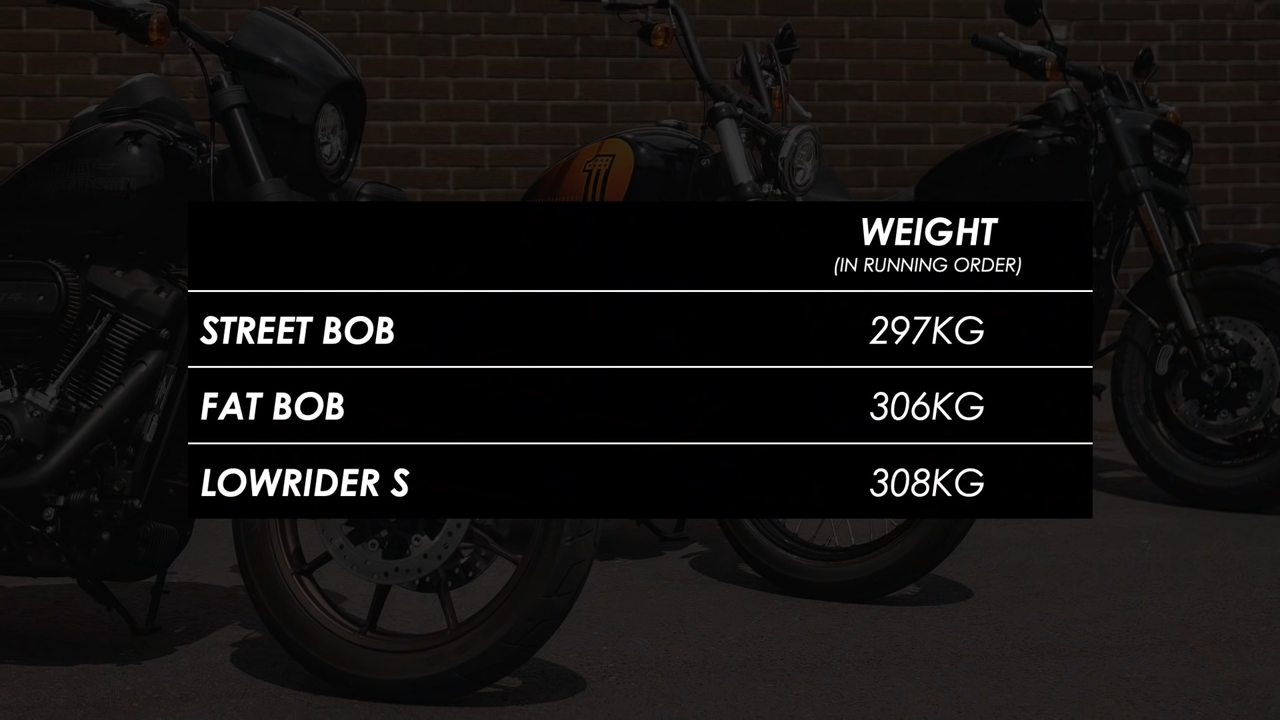 WEIGHT
(IN RUNNING ORDER)
STREET BOB 297KG
FAT BOB 306KG
LOWRIDER S 308KG